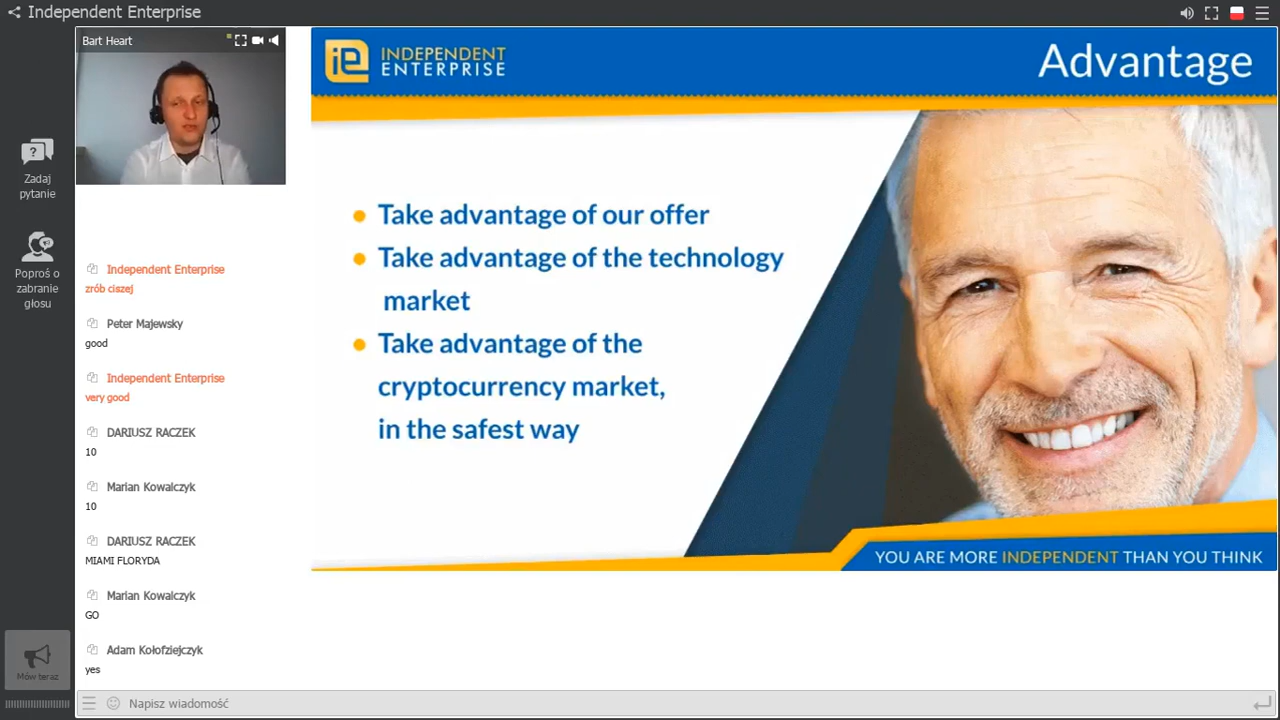 Independent Enterprise
Bart Heart
Zadaj
pytanie
Poproś o
zabranie
głosu
Mów teraz
Independent Enterprise
zrób ciszej
Peter Majewsky
good
Independent Enterprise
very good
DARIUSZ RACZEK
10
Marian Kowalczyk
10
DARIUSZ RACZEK
MIAMI FLORYDA
Marian Kowalczyk
GO
Adam Kołofziejczyk
yes
Napisz wiadomość
ie INDEPENDENT
ENTERPRISE
Advantage
Take advantage of our offer
Take advantage of the technology
market
Take advantage of the
cryptocurrency market,
in the safest way
YOU ARE MORE INDEPENDENT THAN YOU THINK